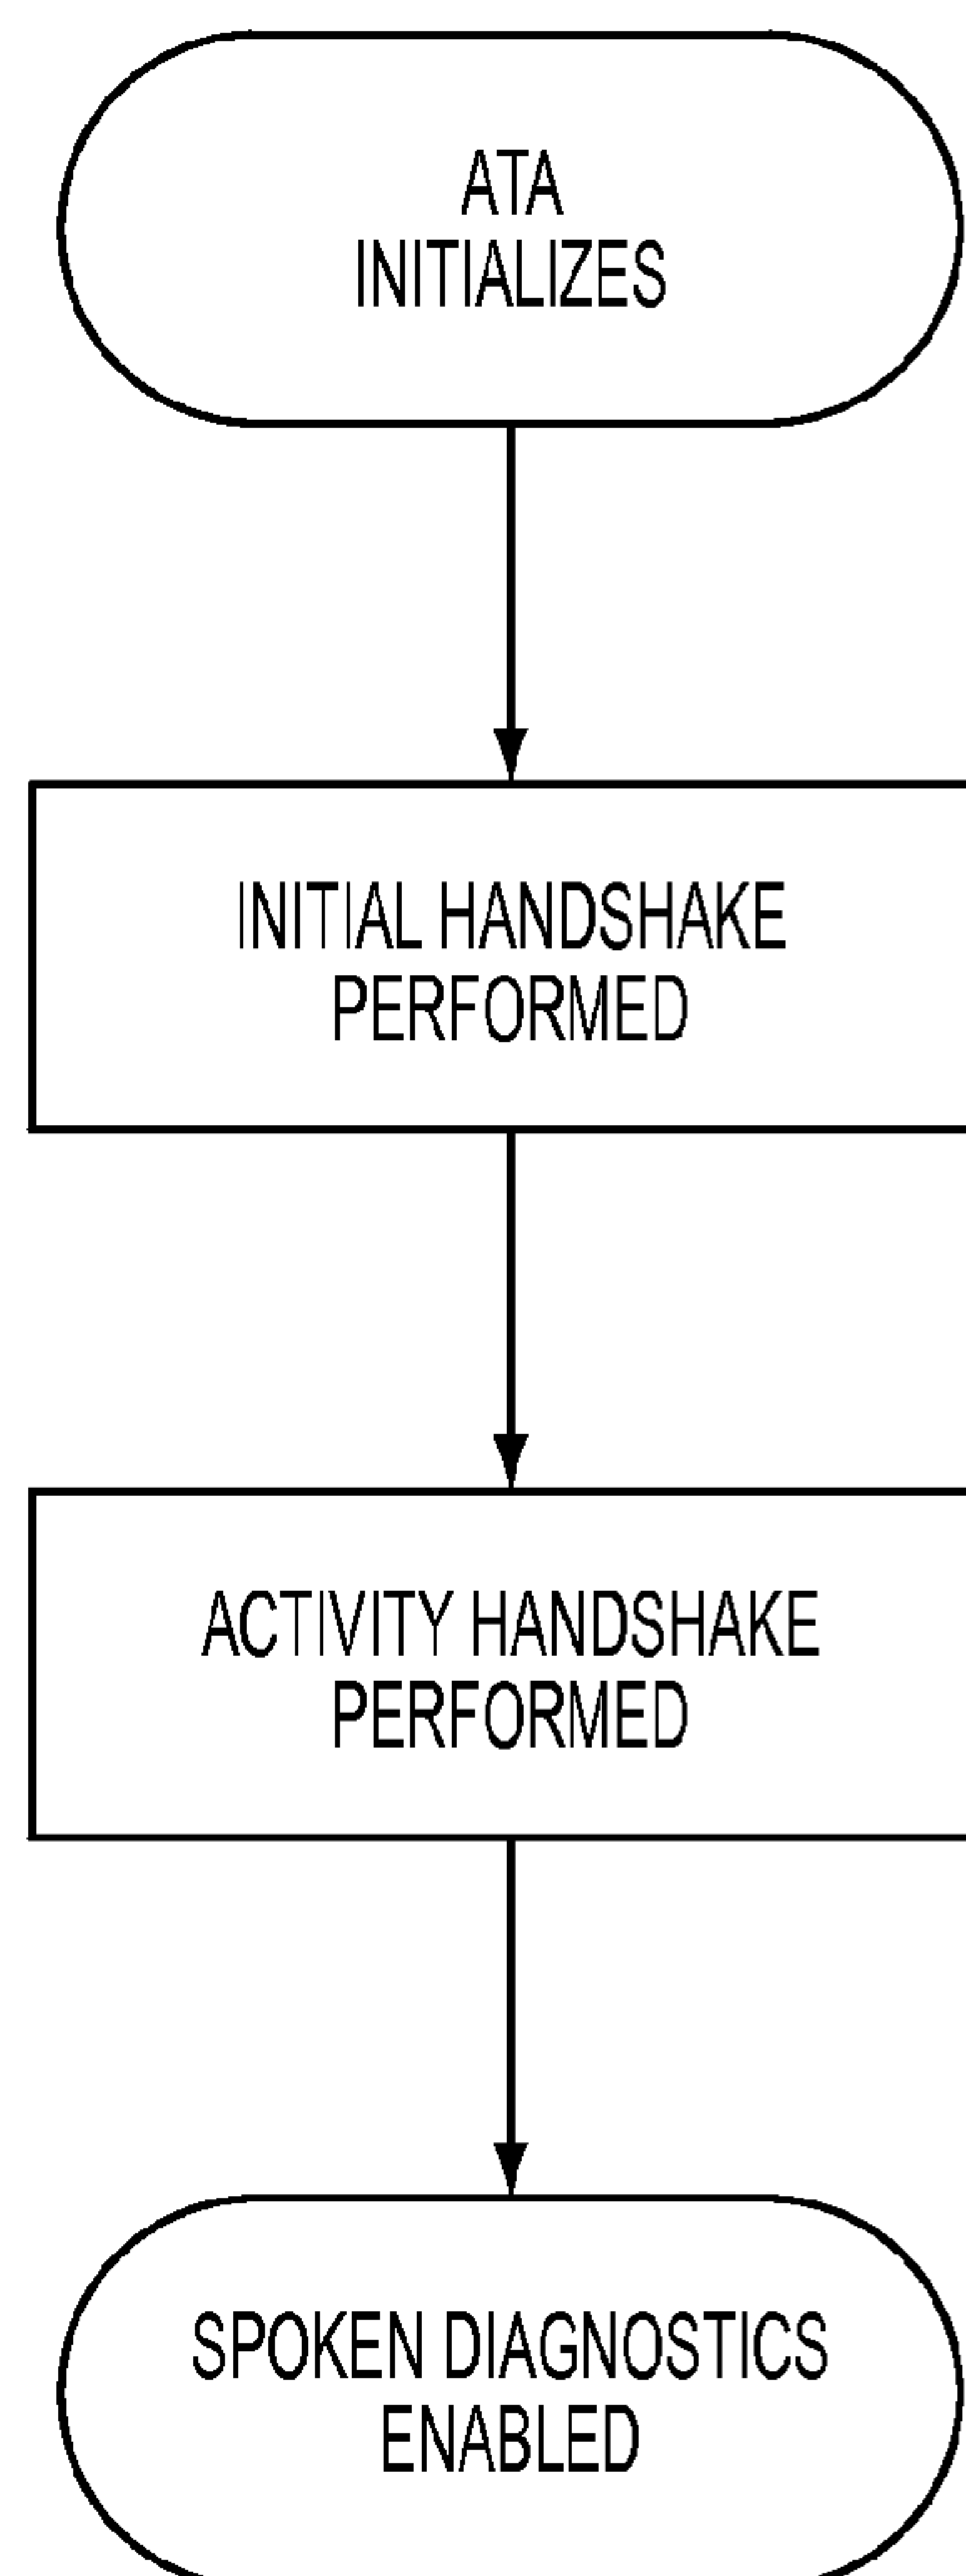 ATA
INITIALIZES
INITIAL HANDSHAKE
PERFORMED
ACTIVITY HANDSHAKE
PERFORMED
SPOKEN DIAGNOSTICS
ENABLED